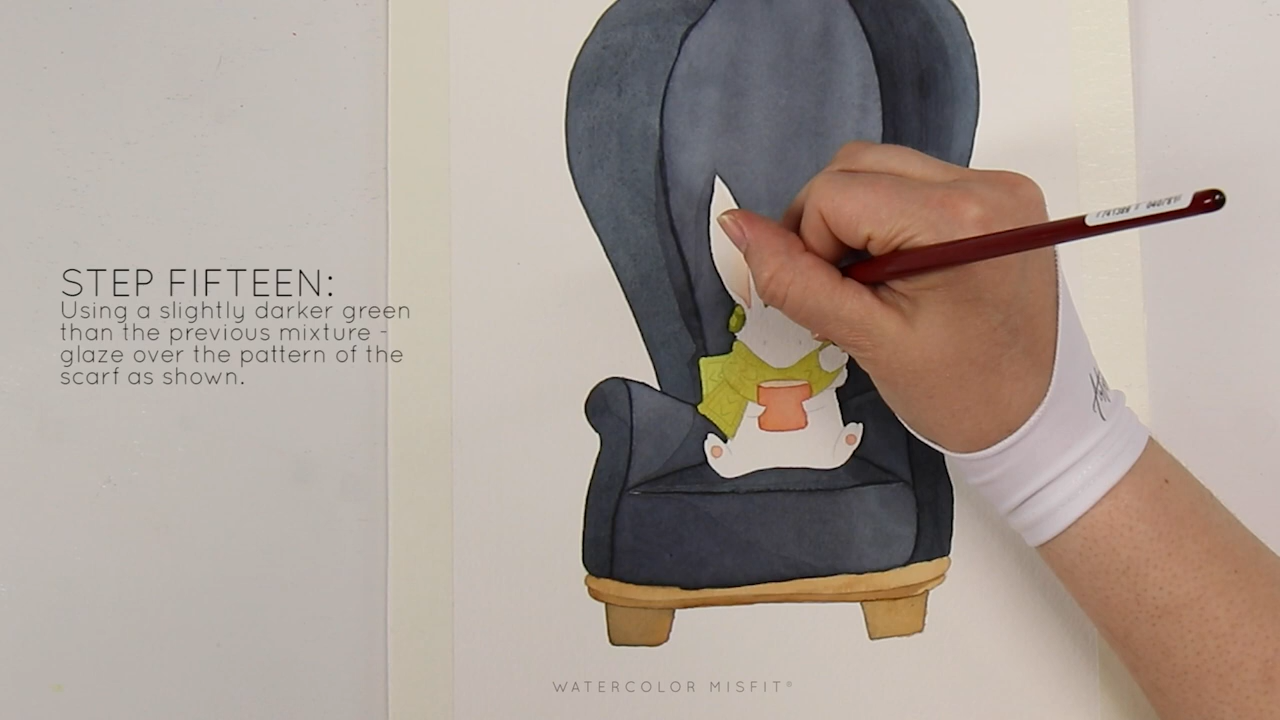 STEP FIFTEEN:
Using a slightly darker green
than the previous mixture -
glaze over the pattern of the
scarf as shown.
WATERCOLOR MISFIT®